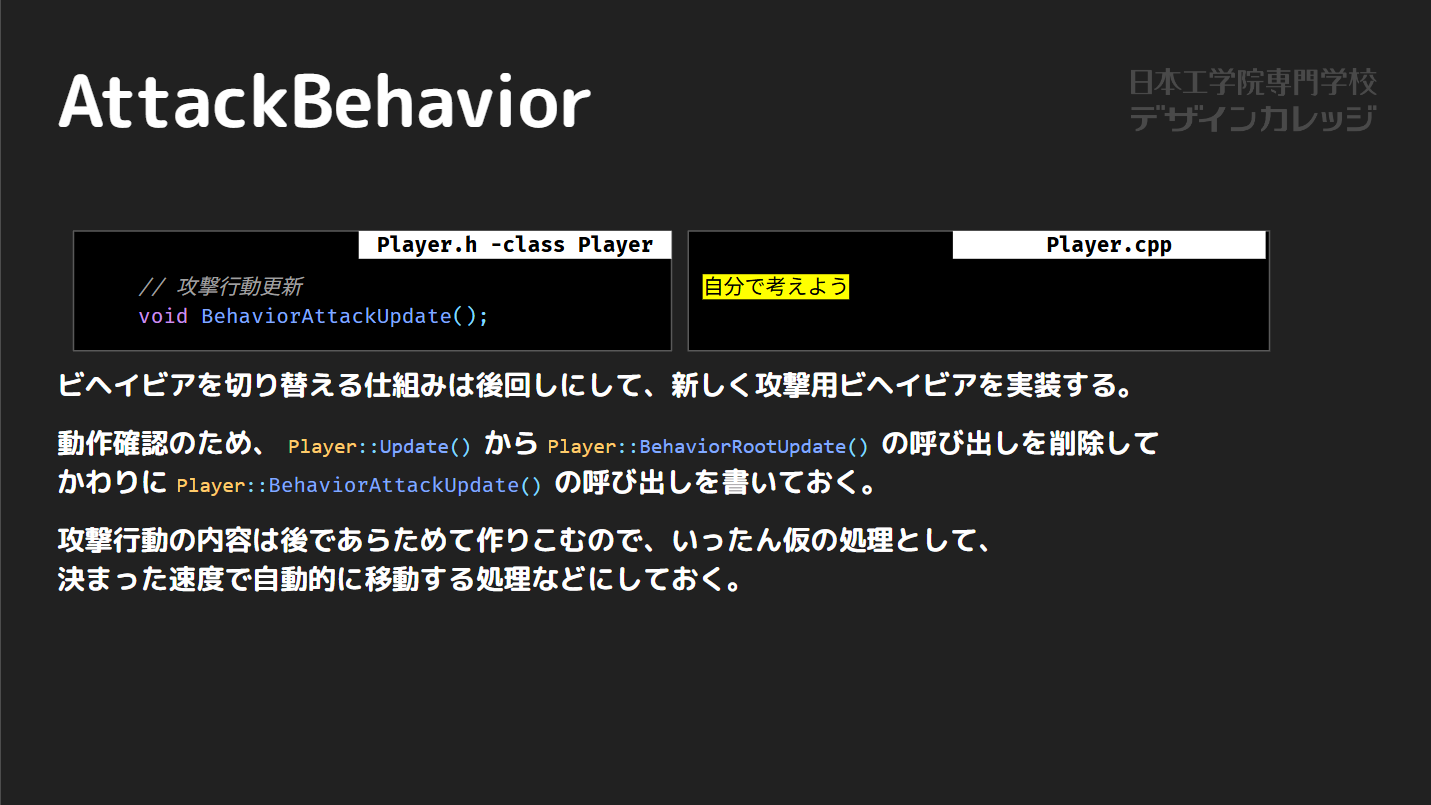 AttackBehavior
日本工学院専門学校
デザインカレッジ
Player.h -class Player
// 攻撃行動更新
void BehaviorAttackUpdate();
Player.cpp
自分で考えよう
ビヘイビアを切り替える仕組みは後回しにして、新しく攻撃用ビヘイビアを実装する。
動作確認のため、 Player::Update() から Player::BehaviorRootUpdate() の呼び出しを削除して
かわりに Player::BehaviorAttackUpdate() の呼び出しを書いておく。
攻撃行動の内容は後であらためて作りこむので、いったん仮の処理として、
決まった速度で自動的に移動する処理などにしておく。